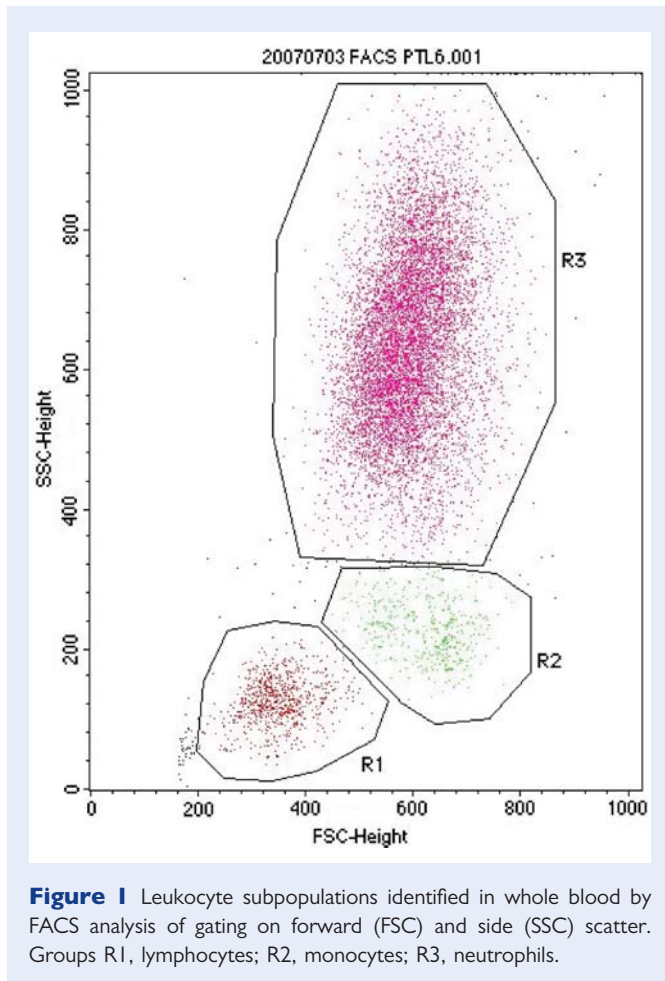 20070703 FACS PTL6.001
1000
800
600
400
200
0
SSC-Height
R3
R2
R1
0 200 400 600 800 1000
FSC-Height
Figure 1 Leukocyte subpopulations identified in whole blood by
FACS analysis of gating on forward (FSC) and side (SSC) scatter.
Groups R1, lymphocytes; R2, monocytes; R3, neutrophils.